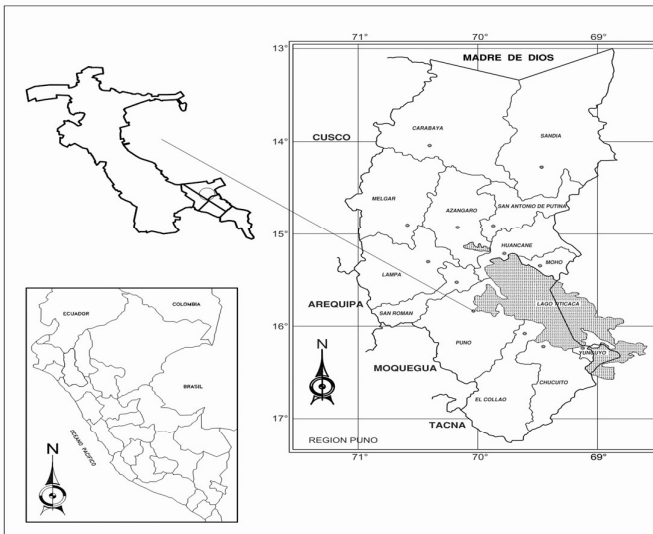 71°
70°
69°
13°
MADRE DE DIOS
CARABAYA
SANDIA
CUSCO
14°
MELGAR
AZANGARO
SAN ANTONIO DE PUTINA
15°
HUANCANE
MOHO
LAMPA
LAGO TITICACA
AREQUIPA
SAN ROMAN
16°
PUNO
YUNGUYO
MOQUEGUA
N
CHUCUITO
EL COLLAO
17°
TACNA
REGION PUNO
71°
70°
69°
ECUADOR
COLÓMBIA
BRASIL
OCEANO PACIFICO
N